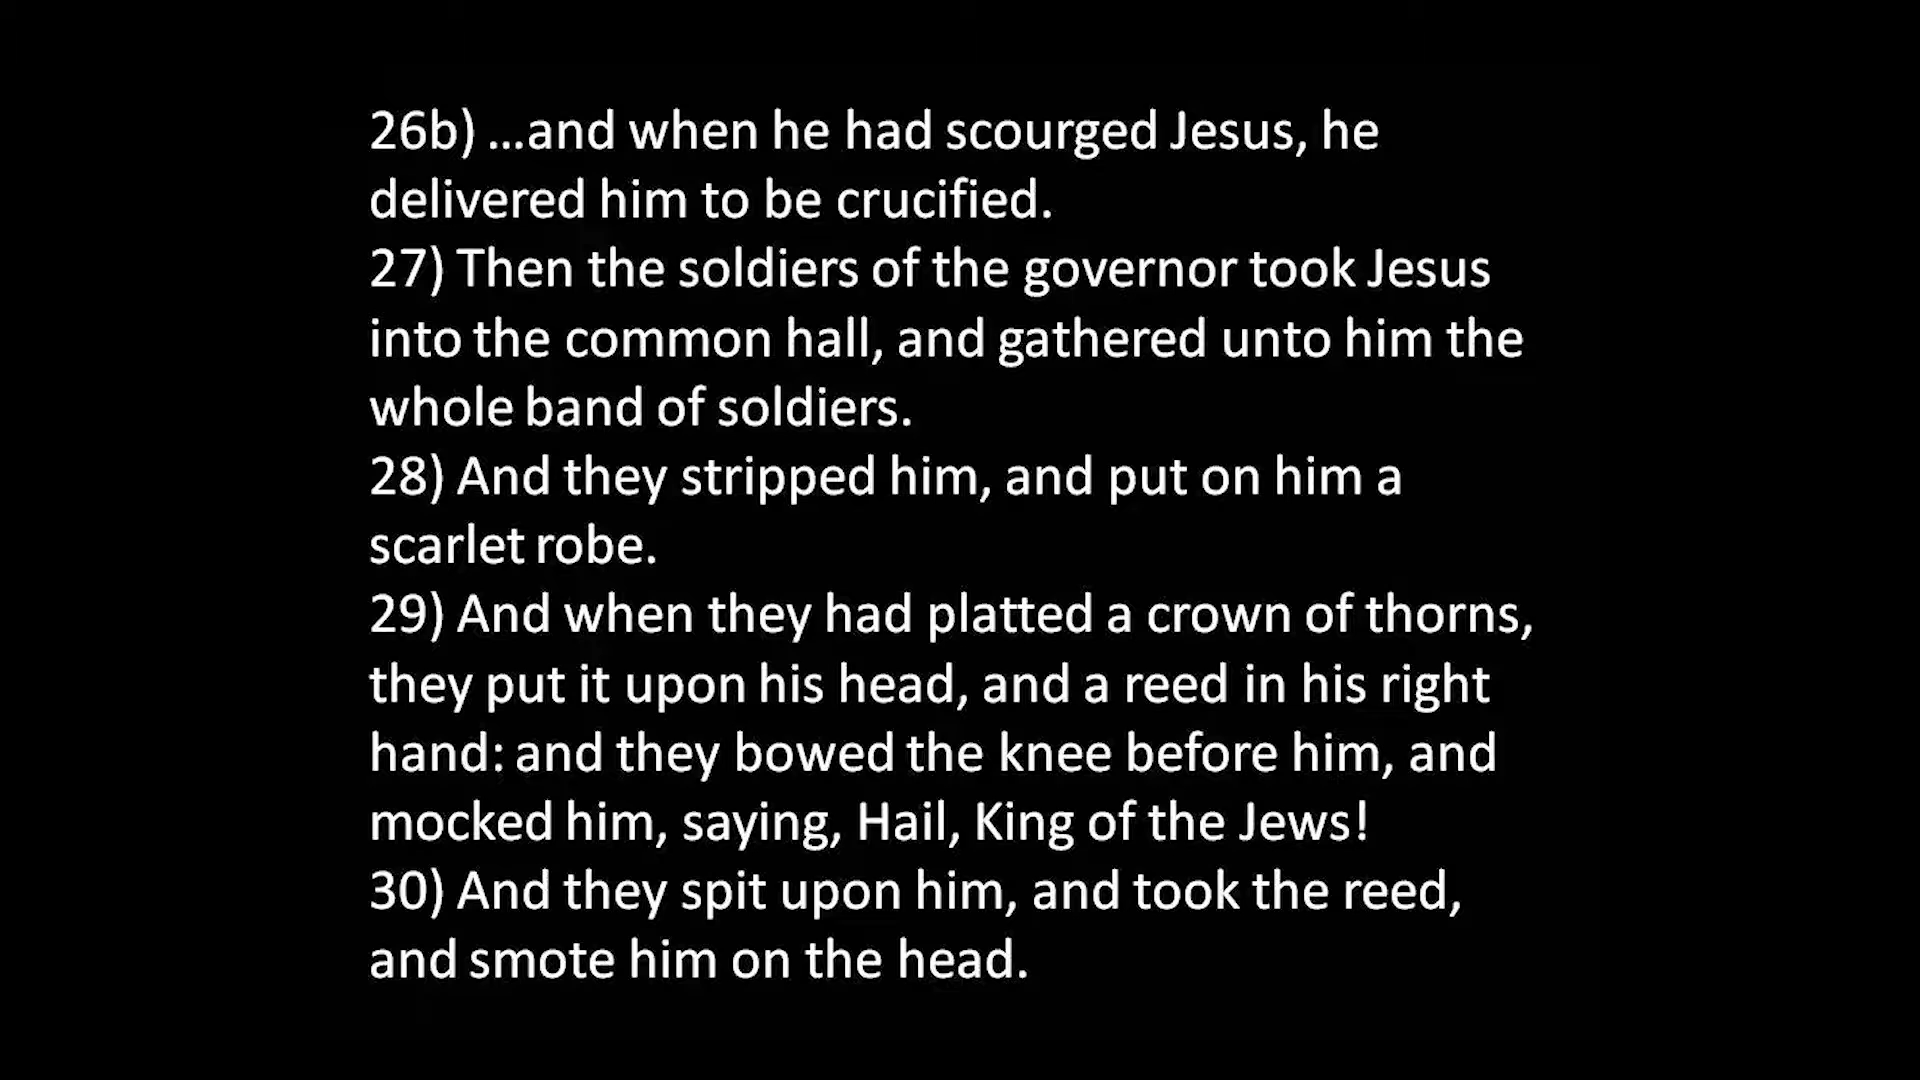 26b) …and when he had scourged Jesus, he
delivered him to be crucified.
27) Then the soldiers of the governor took Jesus
into the common hall, and gathered unto him the
whole band of soldiers.
28) And they stripped him, and put on him a
scarlet robe.
29) And when they had platted a crown of thorns,
they put it upon his head, and a reed in his right
hand: and they bowed the knee before him, and
mocked him, saying, Hail, King of the Jews!
30) And they spit upon him, and took the reed,
and smote him on the head.